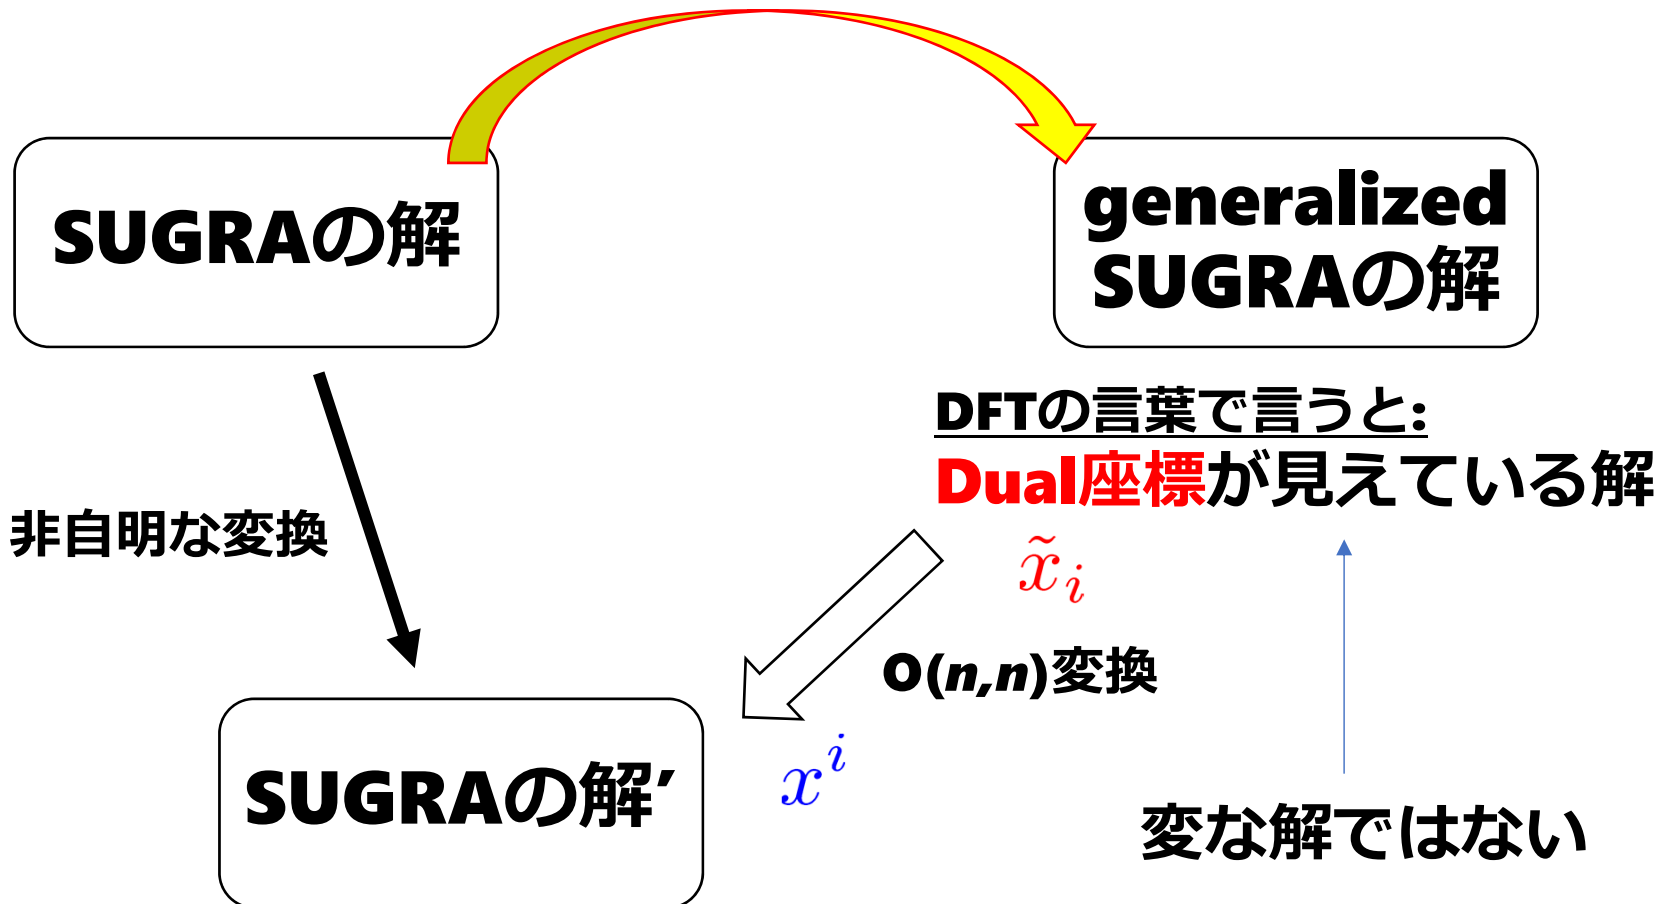 SUGRAの解
generalized
SUGRAの解
DFTの言葉で言うと:
Dual座標が見えている解
非自明な変換
x̃ᵢ
O(n,n)変換
SUGRAの解’
xⁱ
変な解ではない